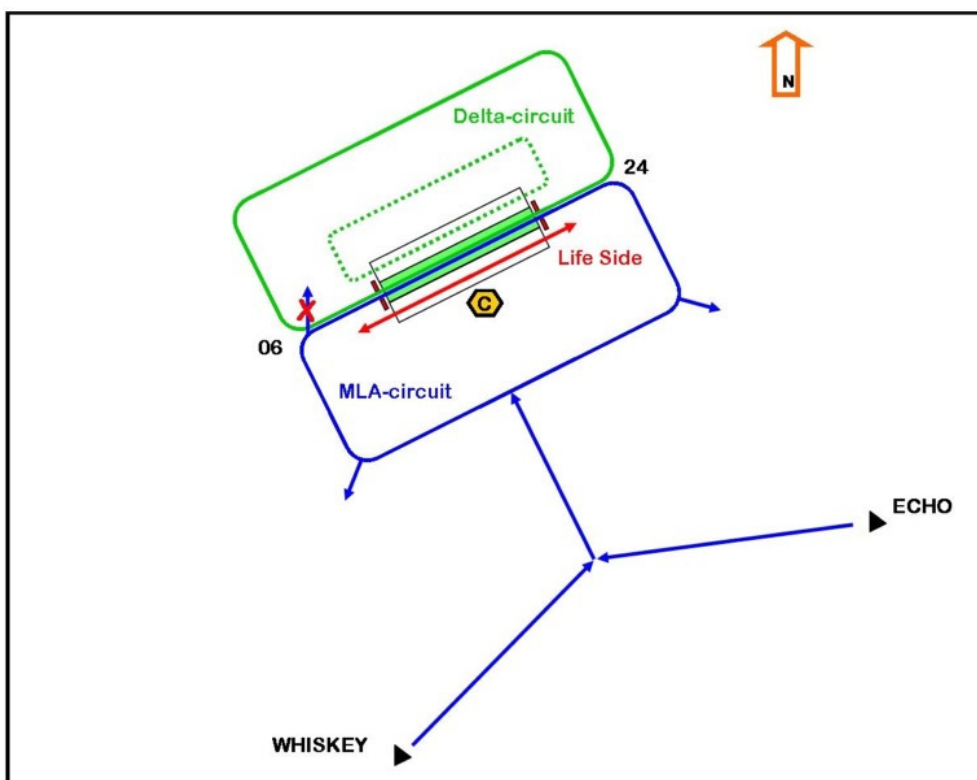 N
Delta-circuit
24
Life Side
C
06
MLA-circuit
ECHO
WHISKEY